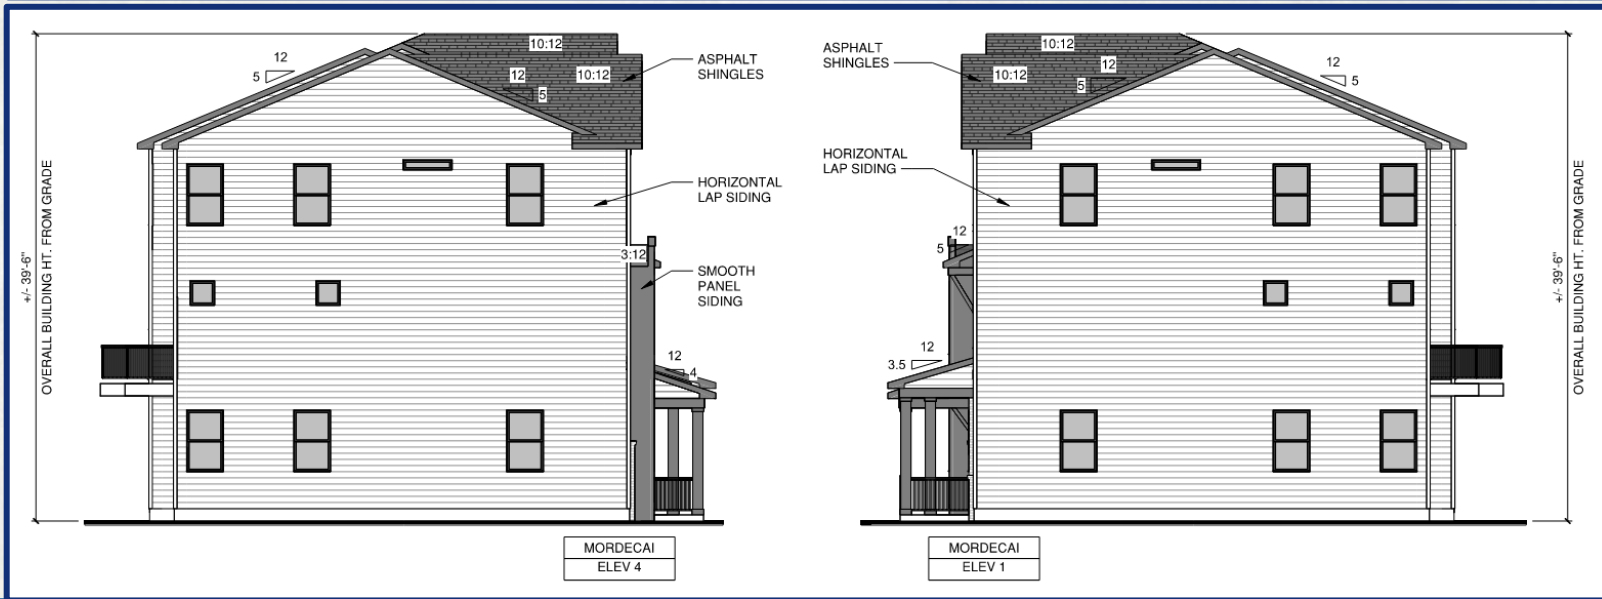 12
5
10:12
10:12
12
5
ASPHALT
SHINGLES
HORIZONTAL
LAP SIDING
3:12
SMOOTH
PANEL
SIDING
12
4
+/- 39'-6"
OVERALL BUILDING HT. FROM GRADE
MORDECAI
ELEV 4
ASPHALT
SHINGLES
10:12
10:12
12
5
12
5
HORIZONTAL
LAP SIDING
12
5
12
3.5
+/- 39'-6"
OVERALL BUILDING HT. FROM GRADE
MORDECAI
ELEV 1